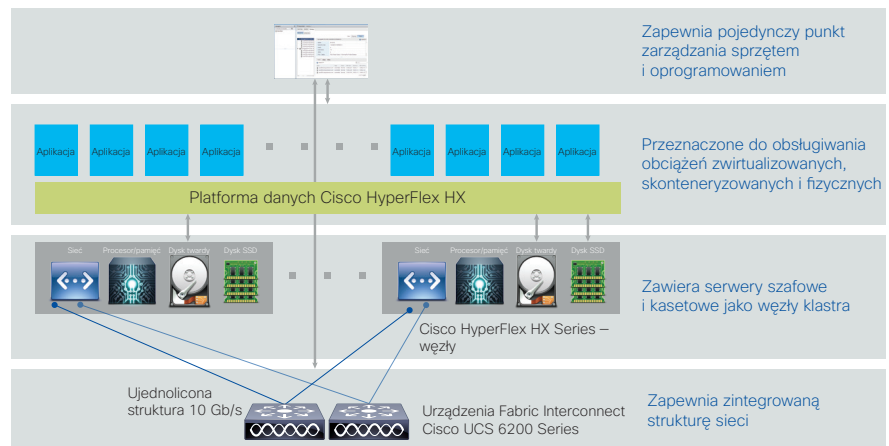 Zapewnia pojedynczy punkt
zarządzania sprzętem
i oprogramowaniem
Aplikacja Aplikacja Aplikacja Aplikacja Aplikacja Aplikacja Aplikacja Aplikacja
Przeznaczone do obsługiwania
obciążeń zwirtualizowanych,
skonteneryzowanych i fizycznych
Platforma danych Cisco HyperFlex HX
Sieć Procesor/pamięć Dysk twardy Dysk SSD
Sieć Procesor/pamięć Dysk twardy Dysk SSD
Zawiera serwery szafowe
i kasetowe jako węzły klastra
Cisco HyperFlex HX Series –
węzły
Ujednolicona
struktura 10 Gb/s
Urządzenia Fabric Interconnect
Cisco UCS 6200 Series
Zapewnia zintegrowaną
strukturę sieci